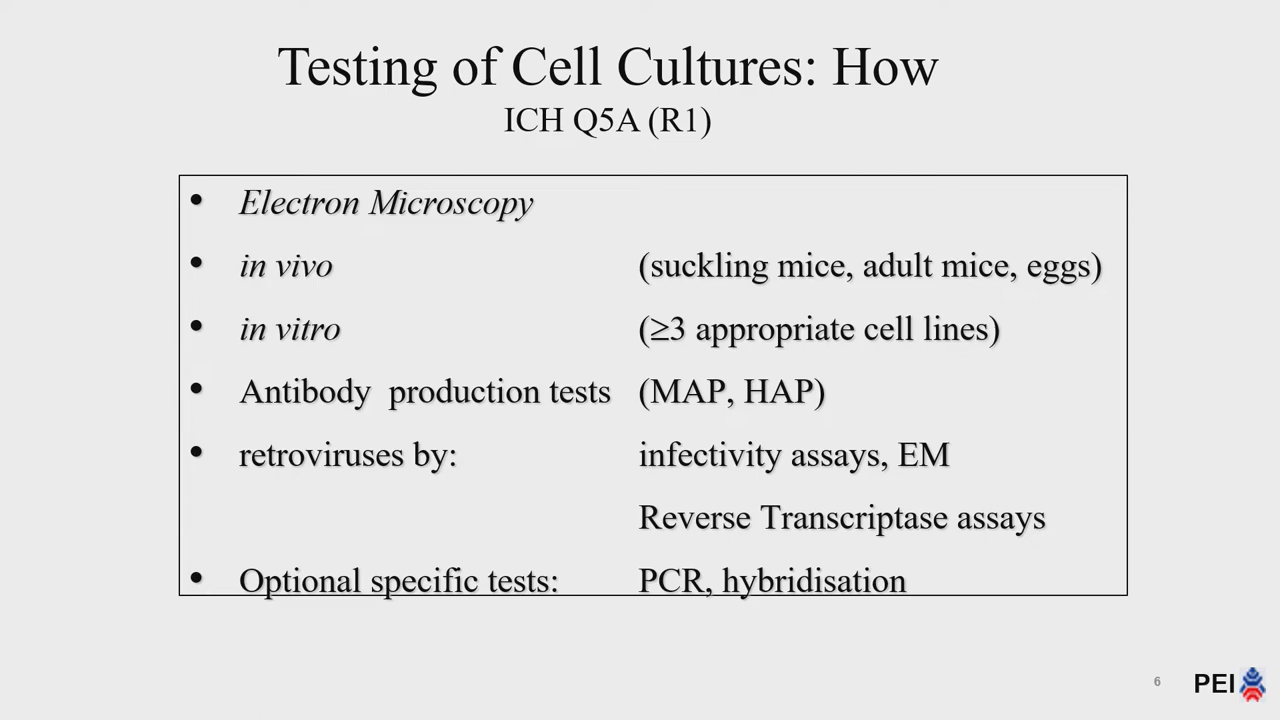 Testing of Cell Cultures: How
ICH Q5A (R1)
• Electron Microscopy
• in vivo (suckling mice, adult mice, eggs)
• in vitro (≥3 appropriate cell lines)
• Antibody production tests (MAP, HAP)
• retroviruses by: infectivity assays, EM
Reverse Transcriptase assays
• Optional specific tests: PCR, hybridisation
6
PEI